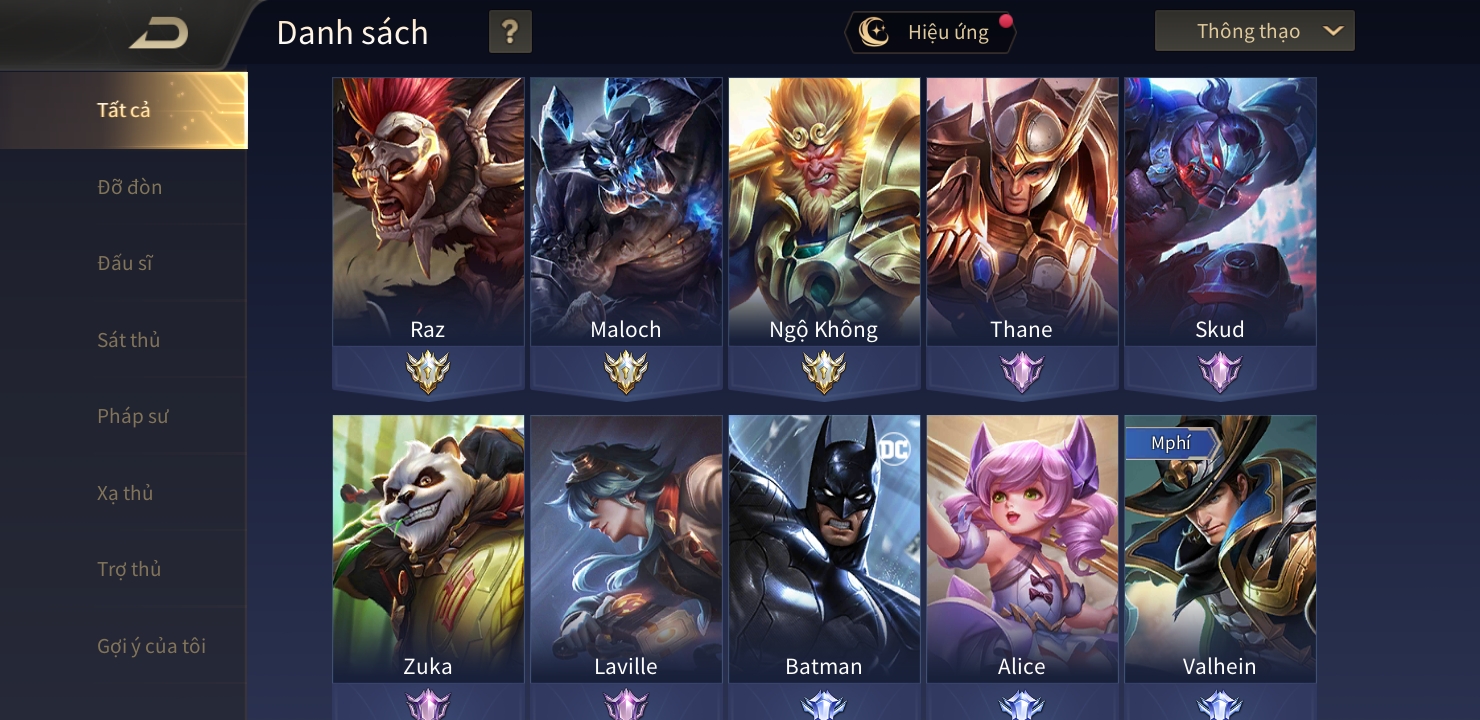 Danh sách
?
Hiệu ứng
Thông thạo
Tất cả
Đỡ đòn
Đấu sĩ
Sát thủ
Pháp sư
Xạ thủ
Trợ thủ
Gợi ý của tôi
Raz
Maloch
Ngộ Không
Thane
Skud
DC
Mphí
Zuka
Laville
Batman
Alice
Valhein